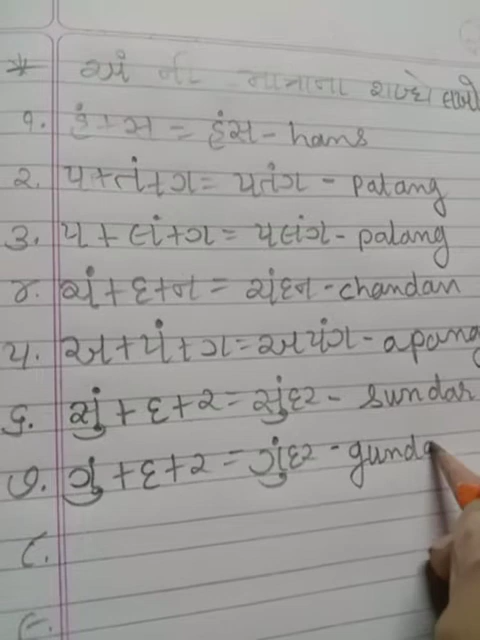 * અં ની માત્રાના શબ્દો લખો
૧. હં+સ = હંસ - hans
૨. પ+તં+ગ = પતંગ - patang
૩. પ+લં+ગ = પલંગ - palang
૪. ચં+દ+ન = ચંદન - chandan
૫. અ+પં+ગ = અપંગ - apang
૬. સું+દ+ર = સુંદર - sundar
૭. ગું+દ+ર = ગુંદર - gunda
૮.
૯.